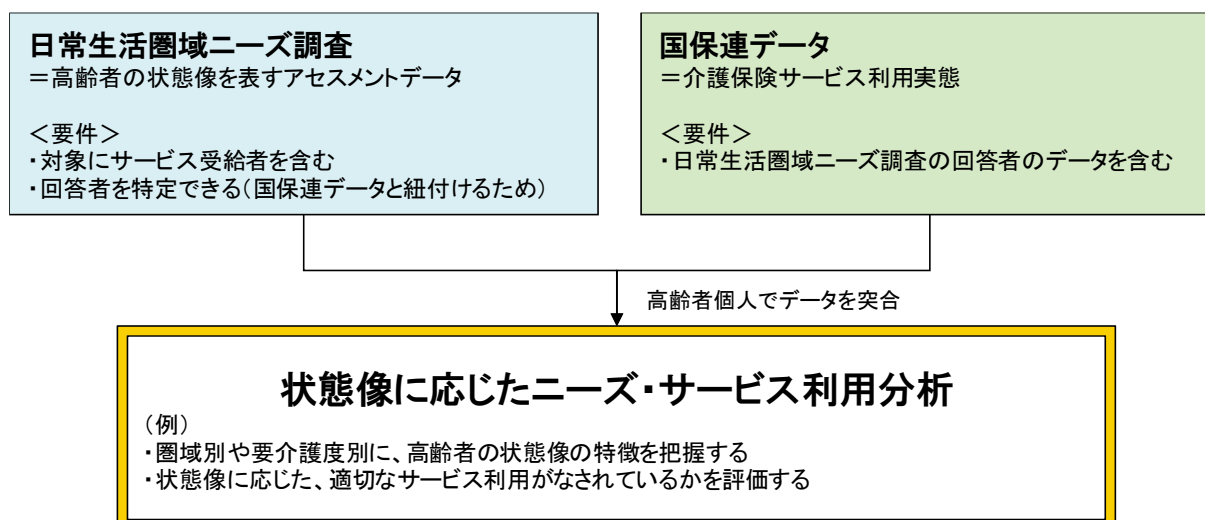 日常生活圏域ニーズ調査
＝高齢者の状態像を表すアセスメントデータ
＜要件＞
・対象にサービス受給者を含む
・回答者を特定できる（国保連データと紐付けるため）
国保連データ
＝介護保険サービス利用実態
＜要件＞
・日常生活圏域ニーズ調査の回答者のデータを含む
高齢者個人でデータを突合
状態像に応じたニーズ・サービス利用分析
（例）
・圏域別や要介護度別に、高齢者の状態像の特徴を把握する
・状態像に応じた、適切なサービス利用がなされているかを評価する